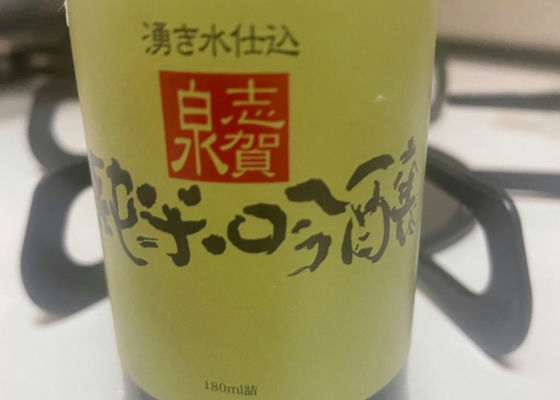 湧き水仕込
志賀泉
純米吟醸
180ml詰